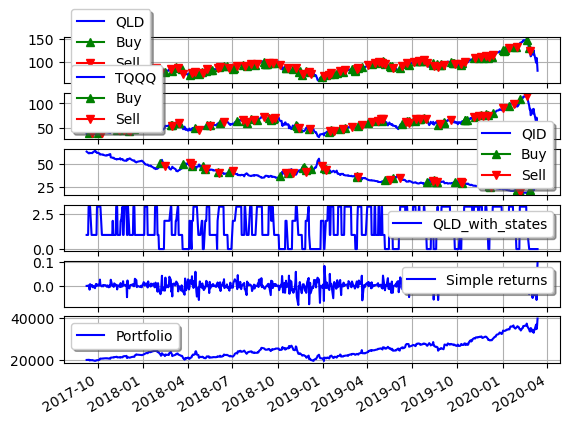 QLD
Buy
Sell
150
100
TQQQ
Buy
Sell
100
50
QID
Buy
Sell
50
25
QLD_with_states
2.5
0.0
Simple returns
0.1
0.0
Portfolio
40000
20000
2017-10
2018-01
2018-04
2018-07
2018-10
2019-01
2019-04
2019-07
2019-10
2020-01
2020-04